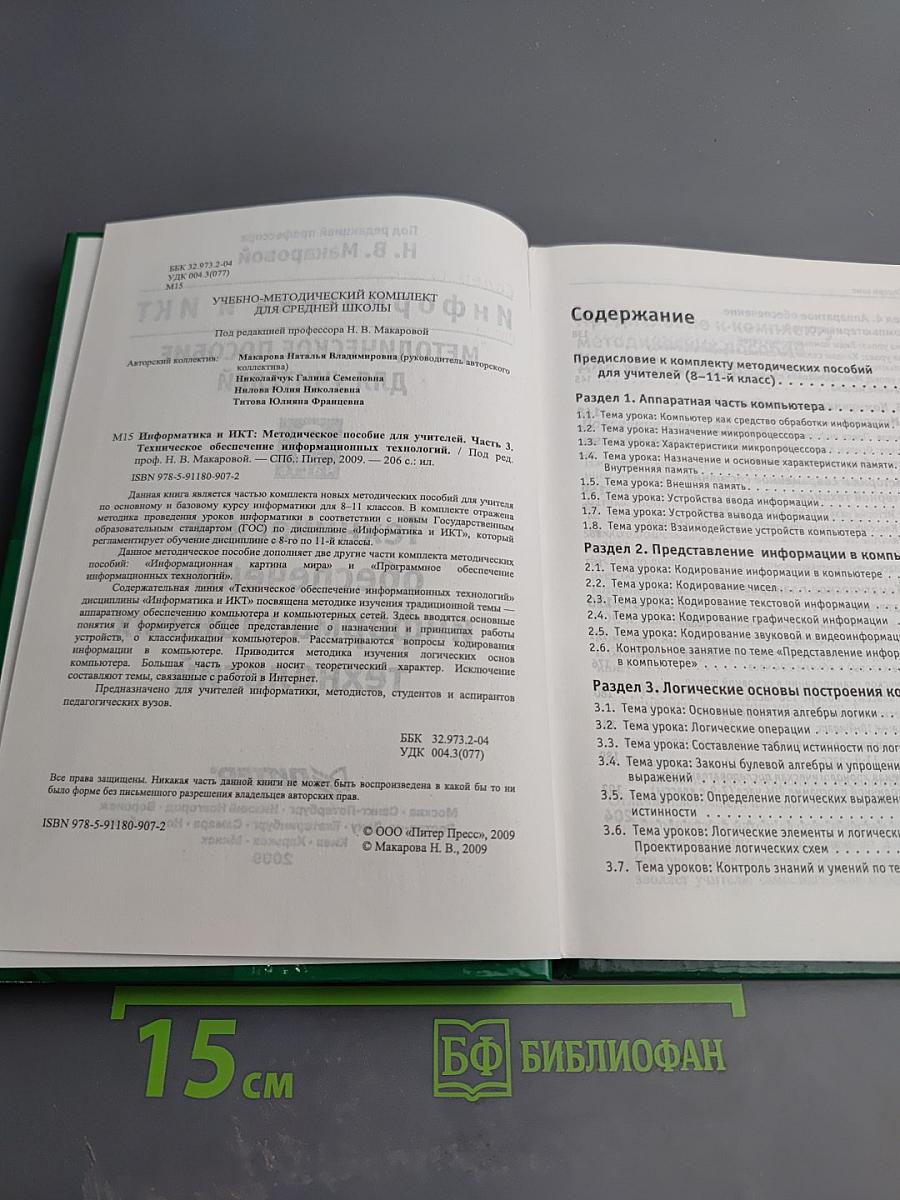 ББК 32.973.2-04
УДК 004.3(077)
М15
УЧЕБНО-МЕТОДИЧЕСКИЙ КОМПЛЕКТ
ДЛЯ СРЕДНЕЙ ШКОЛЫ
Под редакцией профессора Н. В. Макаровой
Авторский коллектив: Макарова Наталья Владимировна (руководитель авторского
коллектива)
Николайчук Галина Семеновна
Нилова Юлия Николаевна
Титова Юлияна Францевна
М15 Информатика и ИКТ: Методическое пособие для учителей. Часть 3.
Техническое обеспечение информационных технологий. / Под ред.
проф. Н. В. Макаровой. — СПб.: Питер, 2009. — 206 с.: ил.
ISBN 978-5-91180-907-2
Данная книга является частью комплекта новых методических пособий для учителя
по основному и базовому курсу информатики для 8–11 классов. В комплекте отражена
методика проведения уроков информатики в соответствии с новым Государственным
образовательным стандартом (ГОС) по дисциплине «Информатика и ИКТ», который
регламентирует обучение дисциплине с 8-го по 11-й классы.
Данное методическое пособие дополняет две другие части комплекта методических
пособий: «Информационная картина мира» и «Программное обеспечение
информационных технологий».
Содержательная линия «Техническое обеспечение информационных технологий»
дисциплины «Информатика и ИКТ» посвящена методике изучения традиционной темы —
аппаратному обеспечению компьютера и компьютерных сетей. Здесь вводятся основные
понятия и формируется общее представление о назначении и принципах работы
устройств, о классификации компьютеров. Рассматриваются вопросы кодирования
информации в компьютере. Приводится методика изучения логических основ
компьютера. Большая часть уроков носит теоретический характер. Исключение
составляют темы, связанные с работой в Интернет.
Предназначено для учителей информатики, методистов, студентов и аспирантов
педагогических вузов.
ББК 32.973.2-04
УДК 004.3(077)
Все права защищены. Никакая часть данной книги не может быть воспроизведена в какой бы то ни
было форме без письменного разрешения владельцев авторских прав.
ISBN 978-5-91180-907-2
© ООО «Питер Пресс», 2009
© Макарова Н. В., 2009
Содержание
Предисловие к комплекту методических пособий
для учителей (8–11-й класс) . . . . . . . . . . .
Раздел 1. Аппаратная часть компьютера . . . . . . . .
1.1. Тема урока: Компьютер как средство обработки информации .
1.2. Тема урока: Назначение микропроцессора . . . . . . . .
1.3. Тема урока: Характеристики микропроцессора . . . . . .
1.4. Тема урока: Назначение и основные характеристики памяти.
Внутренняя память . . . . . . . . . . . . . . . .
1.5. Тема урока: Внешняя память . . . . . . . . . . . .
1.6. Тема урока: Устройства ввода информации . . . . . . .
1.7. Тема урока: Устройства вывода информации . . . . . .
1.8. Тема урока: Взаимодействие устройств компьютера . . . .
Раздел 2. Представление информации в компь
2.1. Тема урока: Кодирование информации в компьютере . .
2.2. Тема урока: Кодирование чисел . . . . . . . . . .
2.3. Тема урока: Кодирование текстовой информации . . .
2.4. Тема урока: Кодирование графической информации .
2.5. Тема урока: Кодирование звуковой и видеоинформац
2.6. Контрольное занятие по теме «Представление инфор
в компьютере» . . . . . . . . . . . . . . . .
Раздел 3. Логические основы построения ко
3.1. Тема урока: Основные понятия алгебры логики . .
3.2. Тема урока: Логические операции . . . . . . . .
3.3. Тема урока: Составление таблиц истинности по лог
3.4. Тема урока: Законы булевой алгебры и упрощени
выражений . . . . . . . . . . . . . . . .
3.5. Тема уроков: Определение логических выражен
истинности . . . . . . . . . . . . . . . .
3.6. Тема уроков: Логические элементы и логически
Проектирование логических схем . . . . . . .
3.7. Тема уроков: Контроль знаний и умений по те
15 см
БФ БИБЛИОФАН